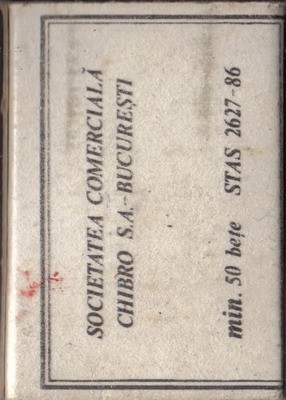 SOCIETATEA COMERCIALĂ
CHIBRO S.A.-BUCUREȘTI
min. 50 bețe STAS 2627-86